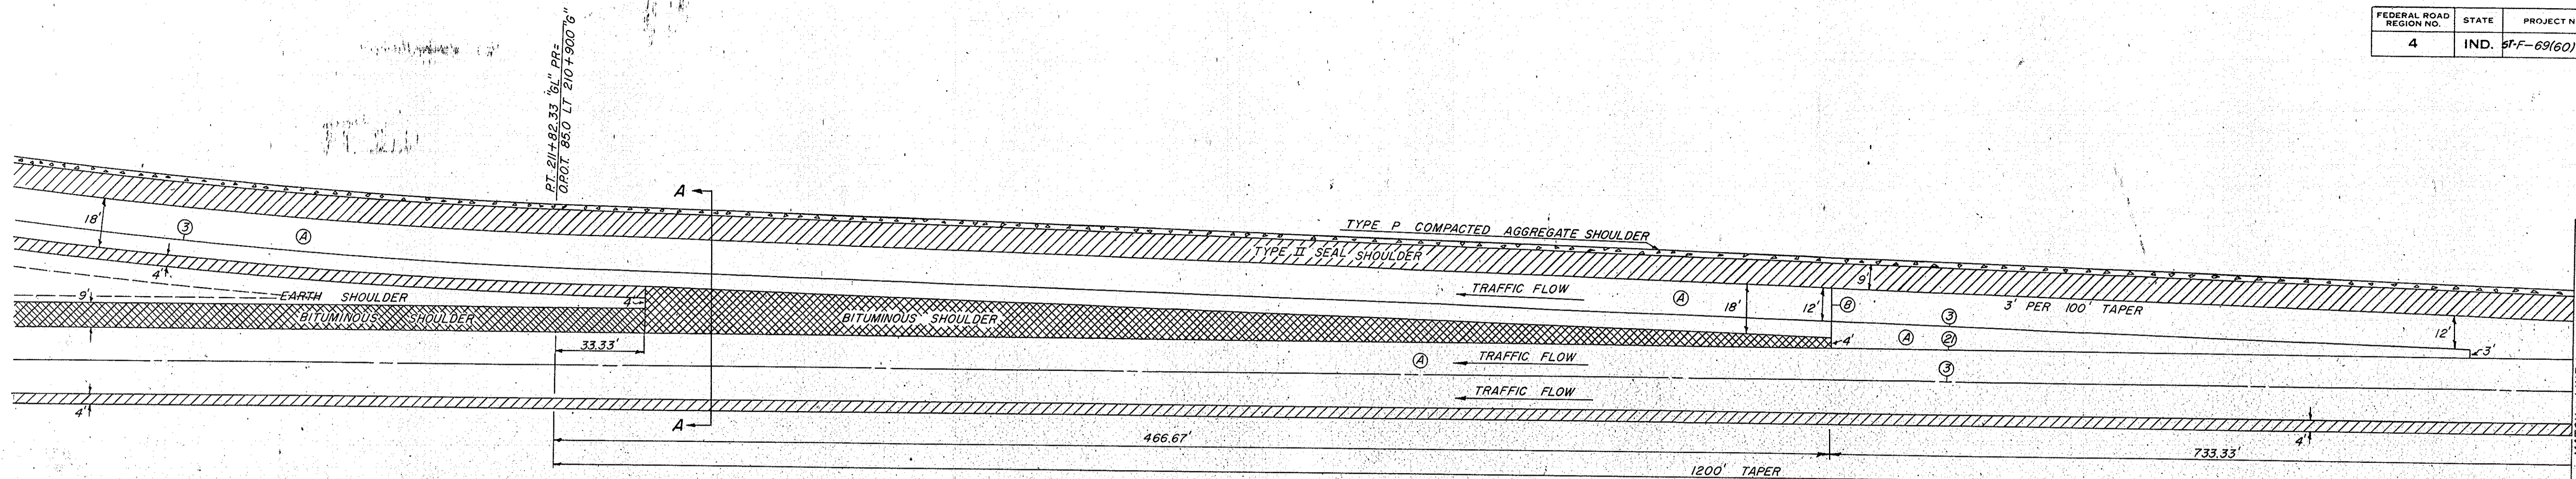 FEDERAL ROAD REGION NO.
STATE
PROJECT N
4
IND.
ST-F-69(60)
P.T. 211+82.33 "GL" PR=
O.P.O.T. 85.0 LT 210+90.0 "G"
A
TYPE P COMPACTED AGGREGATE SHOULDER
TYPE II SEAL SHOULDER
18'
3
A
4'
9'
EARTH SHOULDER
4'
BITUMINOUS SHOULDER
BITUMINOUS SHOULDER
33.33'
TRAFFIC FLOW
A
18'
12'
9'
3' PER 100' TAPER
3
4'
A
21
12'
3'
A
TRAFFIC FLOW
3
TRAFFIC FLOW
4'
A
466.67'
4'
733.33'
1200' TAPER